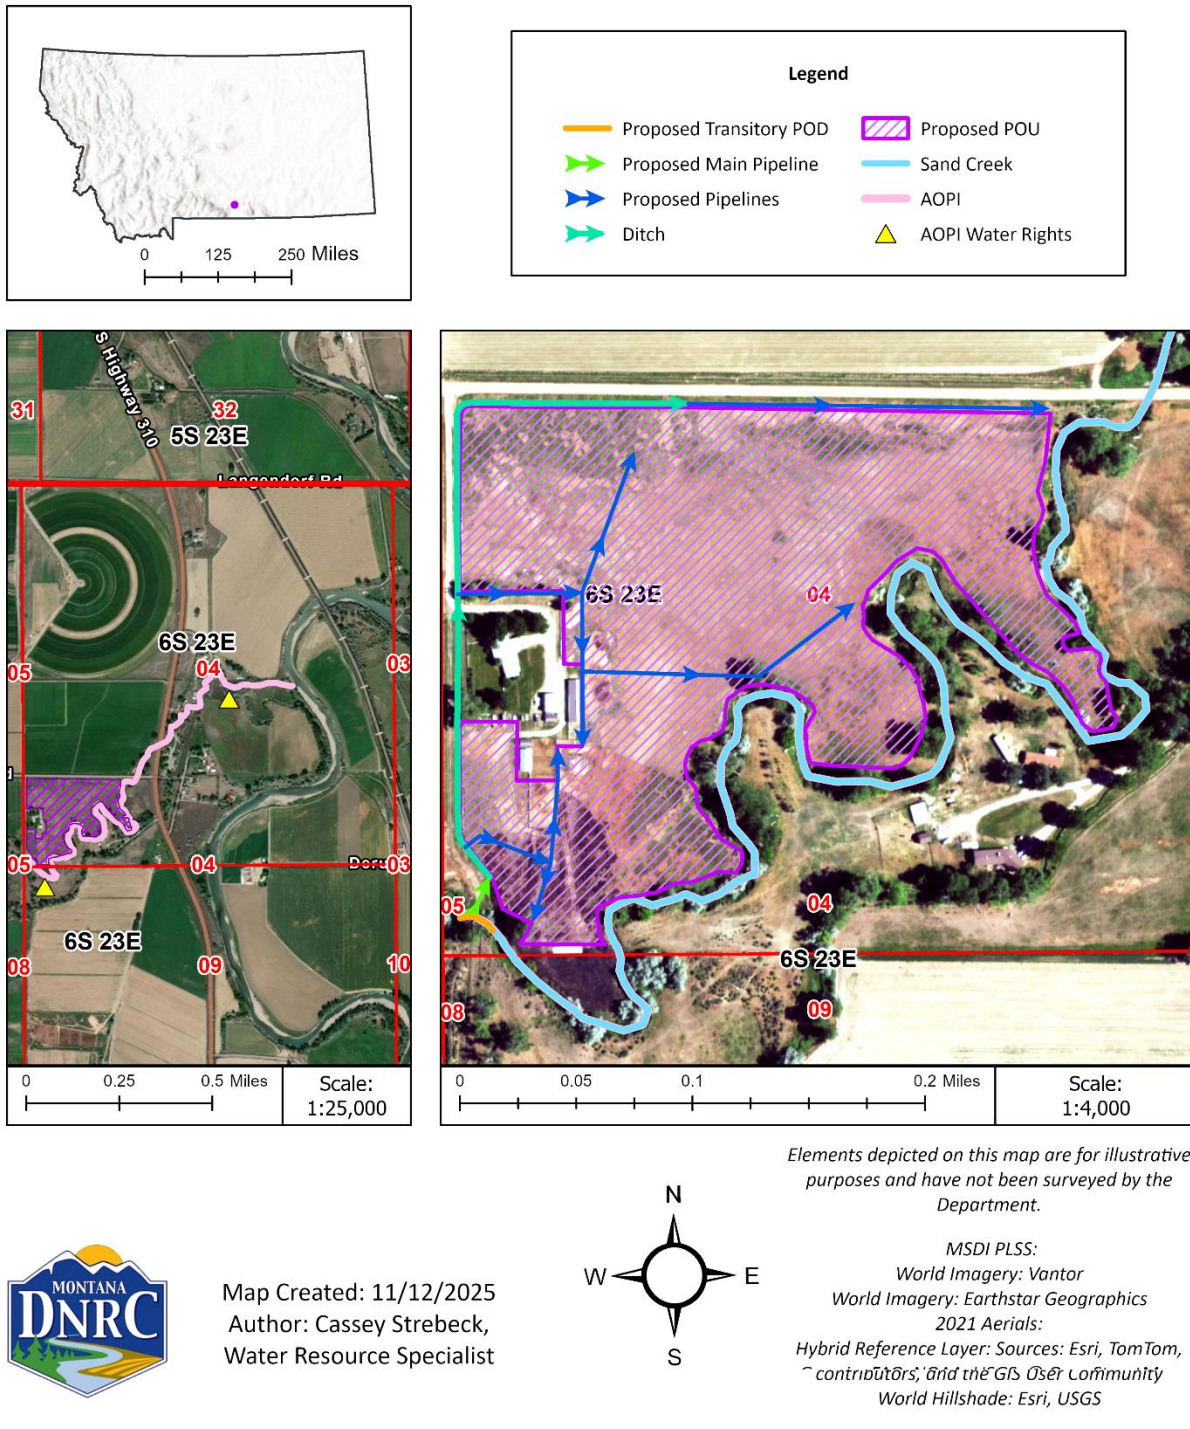 0 125 250 Miles
Legend
Proposed Transitory POD
Proposed POU
Proposed Main Pipeline
Sand Creek
Proposed Pipelines
AOPI
Ditch
AOPI Water Rights
S Highway 310
31
32
5S 23E
Langendorf Rd
6S 23E
05
04
03
05
04
03
6S 23E
08
09
10
6S 23E
04
05
04
6S 23E
08
09
0 0.25 0.5 Miles
Scale:
1:25,000
0 0.05 0.1 0.2 Miles
Scale:
1:4,000
Elements depicted on this map are for illustrative
purposes and have not been surveyed by the
Department.
MSDI PLSS:
World Imagery: Vantor
World Imagery: Earthstar Geographics
2021 Aerials:
Hybrid Reference Layer: Sources: Esri, TomTom,
contributors, and the GIS User Community
World Hillshade: Esri, USGS
N
W
E
S
MONTANA
DNRC
Map Created: 11/12/2025
Author: Cassey Strebeck,
Water Resource Specialist